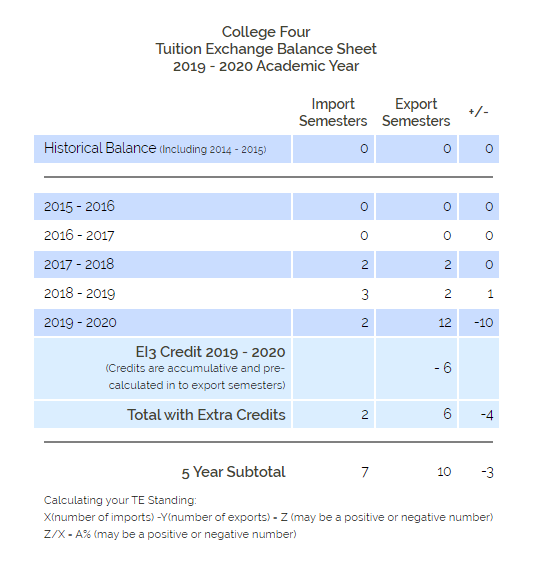 College Four
Tuition Exchange Balance Sheet
2019 - 2020 Academic Year
Import Semesters Export Semesters +/-
Historical Balance (Including 2014 - 2015) 0 0 0
2015 - 2016 0 0 0
2016 - 2017 0 0 0
2017 - 2018 2 2 0
2018 - 2019 3 2 1
2019 - 2020 2 12 -10
EI3 Credit 2019 - 2020
(Credits are accumulative and pre-
calculated in to export semesters) - 6
Total with Extra Credits 2 6 -4
5 Year Subtotal 7 10 -3
Calculating your TE Standing:
X(number of imports) -Y(number of exports) = Z (may be a positive or negative number)
Z/X = A% (may be a positive or negative number)